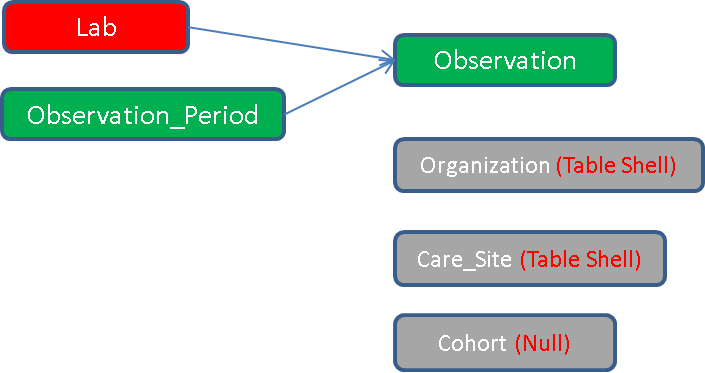 Lab
Observation
Observation_Period
Organization (Table Shell)
Care_Site (Table Shell)
Cohort (Null)